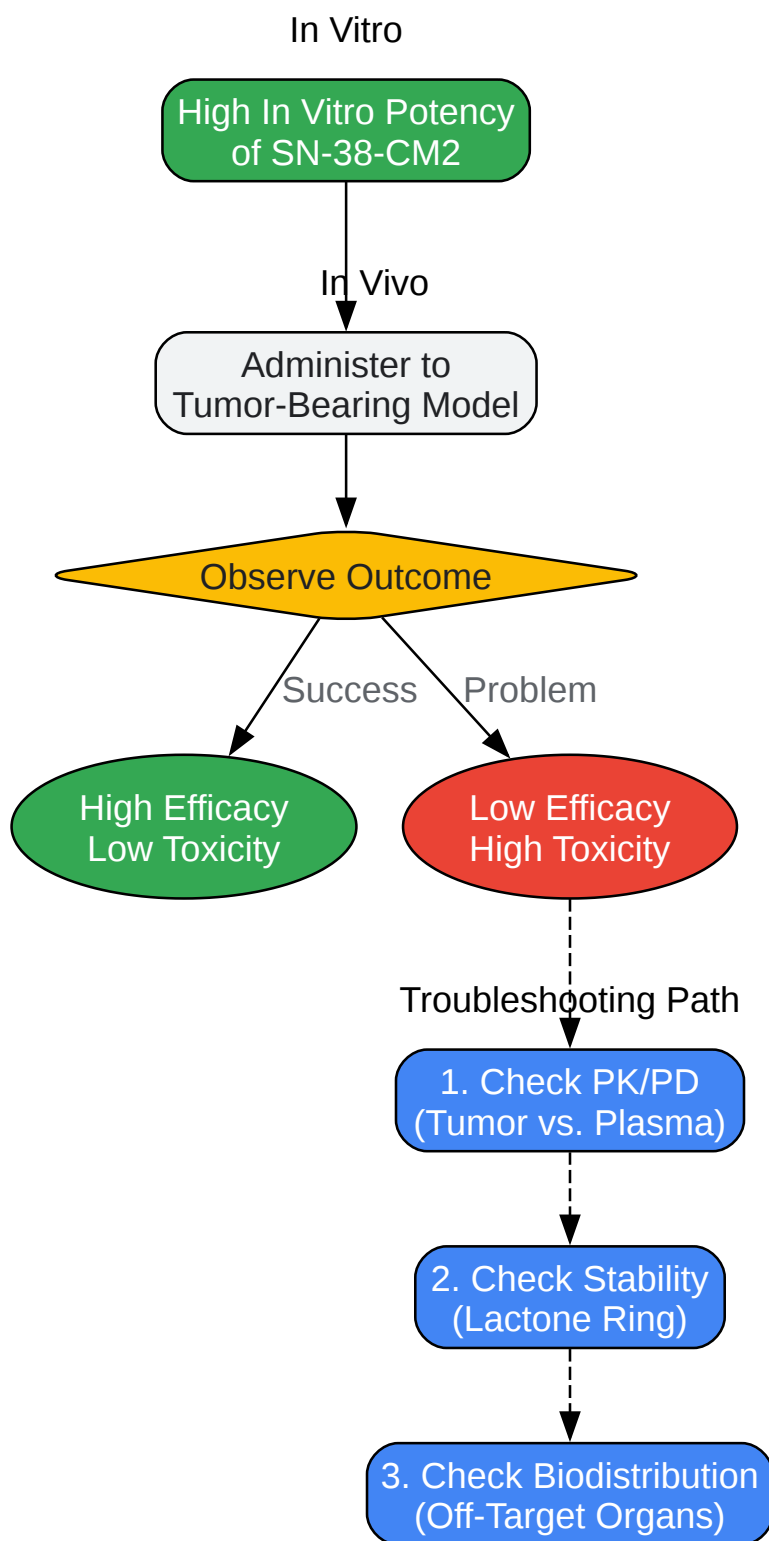 In Vitro
High In Vitro Potency
of SN-38-CM2
In Vivo
Administer to
Tumor-Bearing Model
Observe Outcome
Success
Problem
High Efficacy
Low Toxicity
Low Efficacy
High Toxicity
Troubleshooting Path
1. Check PK/PD
(Tumor vs. Plasma)
2. Check Stability
(Lactone Ring)
3. Check Biodistribution
(Off-Target Organs)